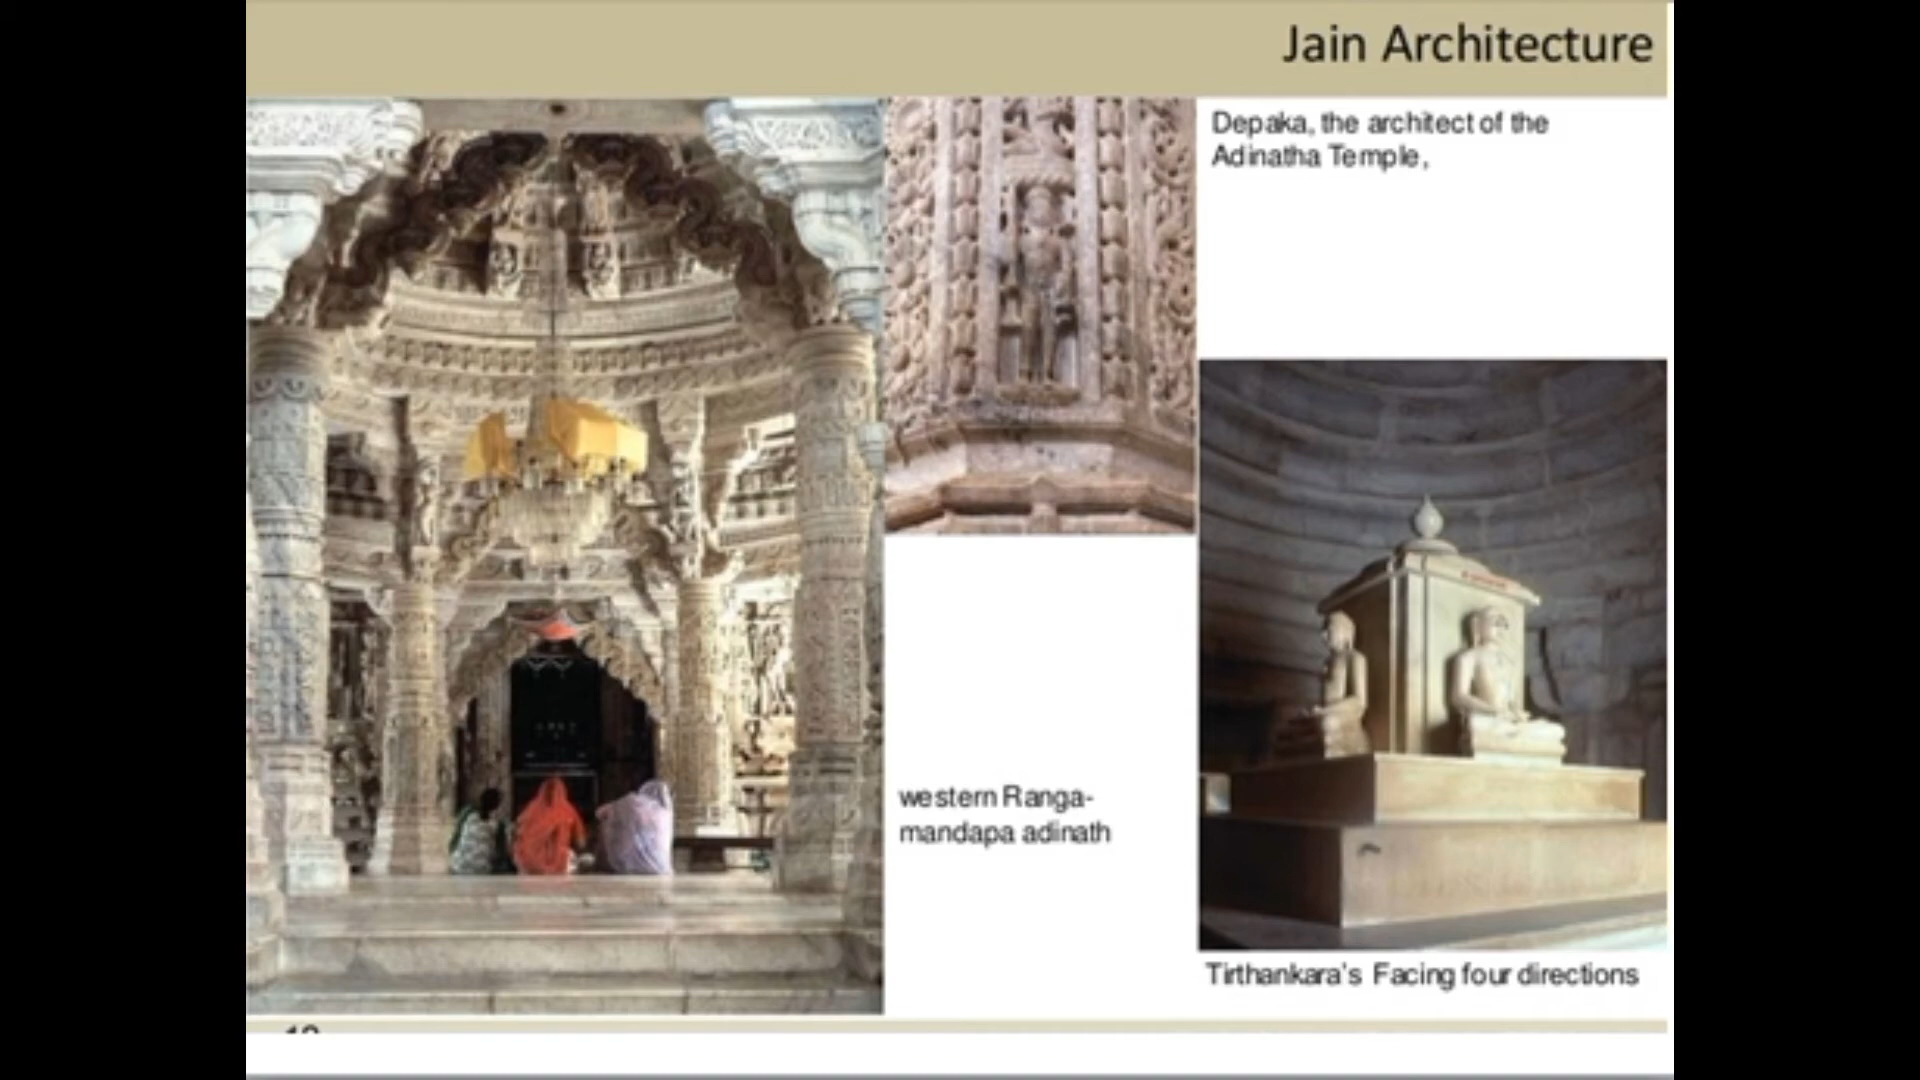 Jain Architecture
Depaka, the architect of the
Adinatha Temple,
western Ranga-
mandapa adinath
Tirthankara's Facing four directions